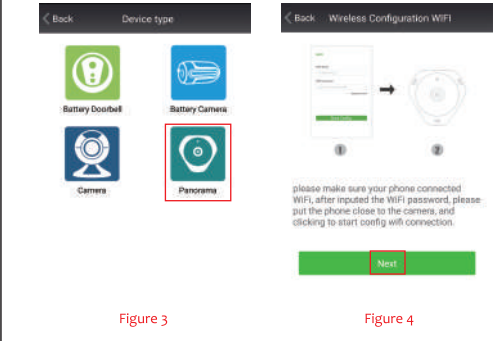 Back Device type
Battery Doorbell Battery Camera
Camera Panorama
Figure 3
Back Wireless Configuration WIFI
① ②
please make sure your phone connected
WiFi, after inputed the WiFi password, please
put the phone close to the camera, and
clicking to start config wifi connection.
Next
Figure 4